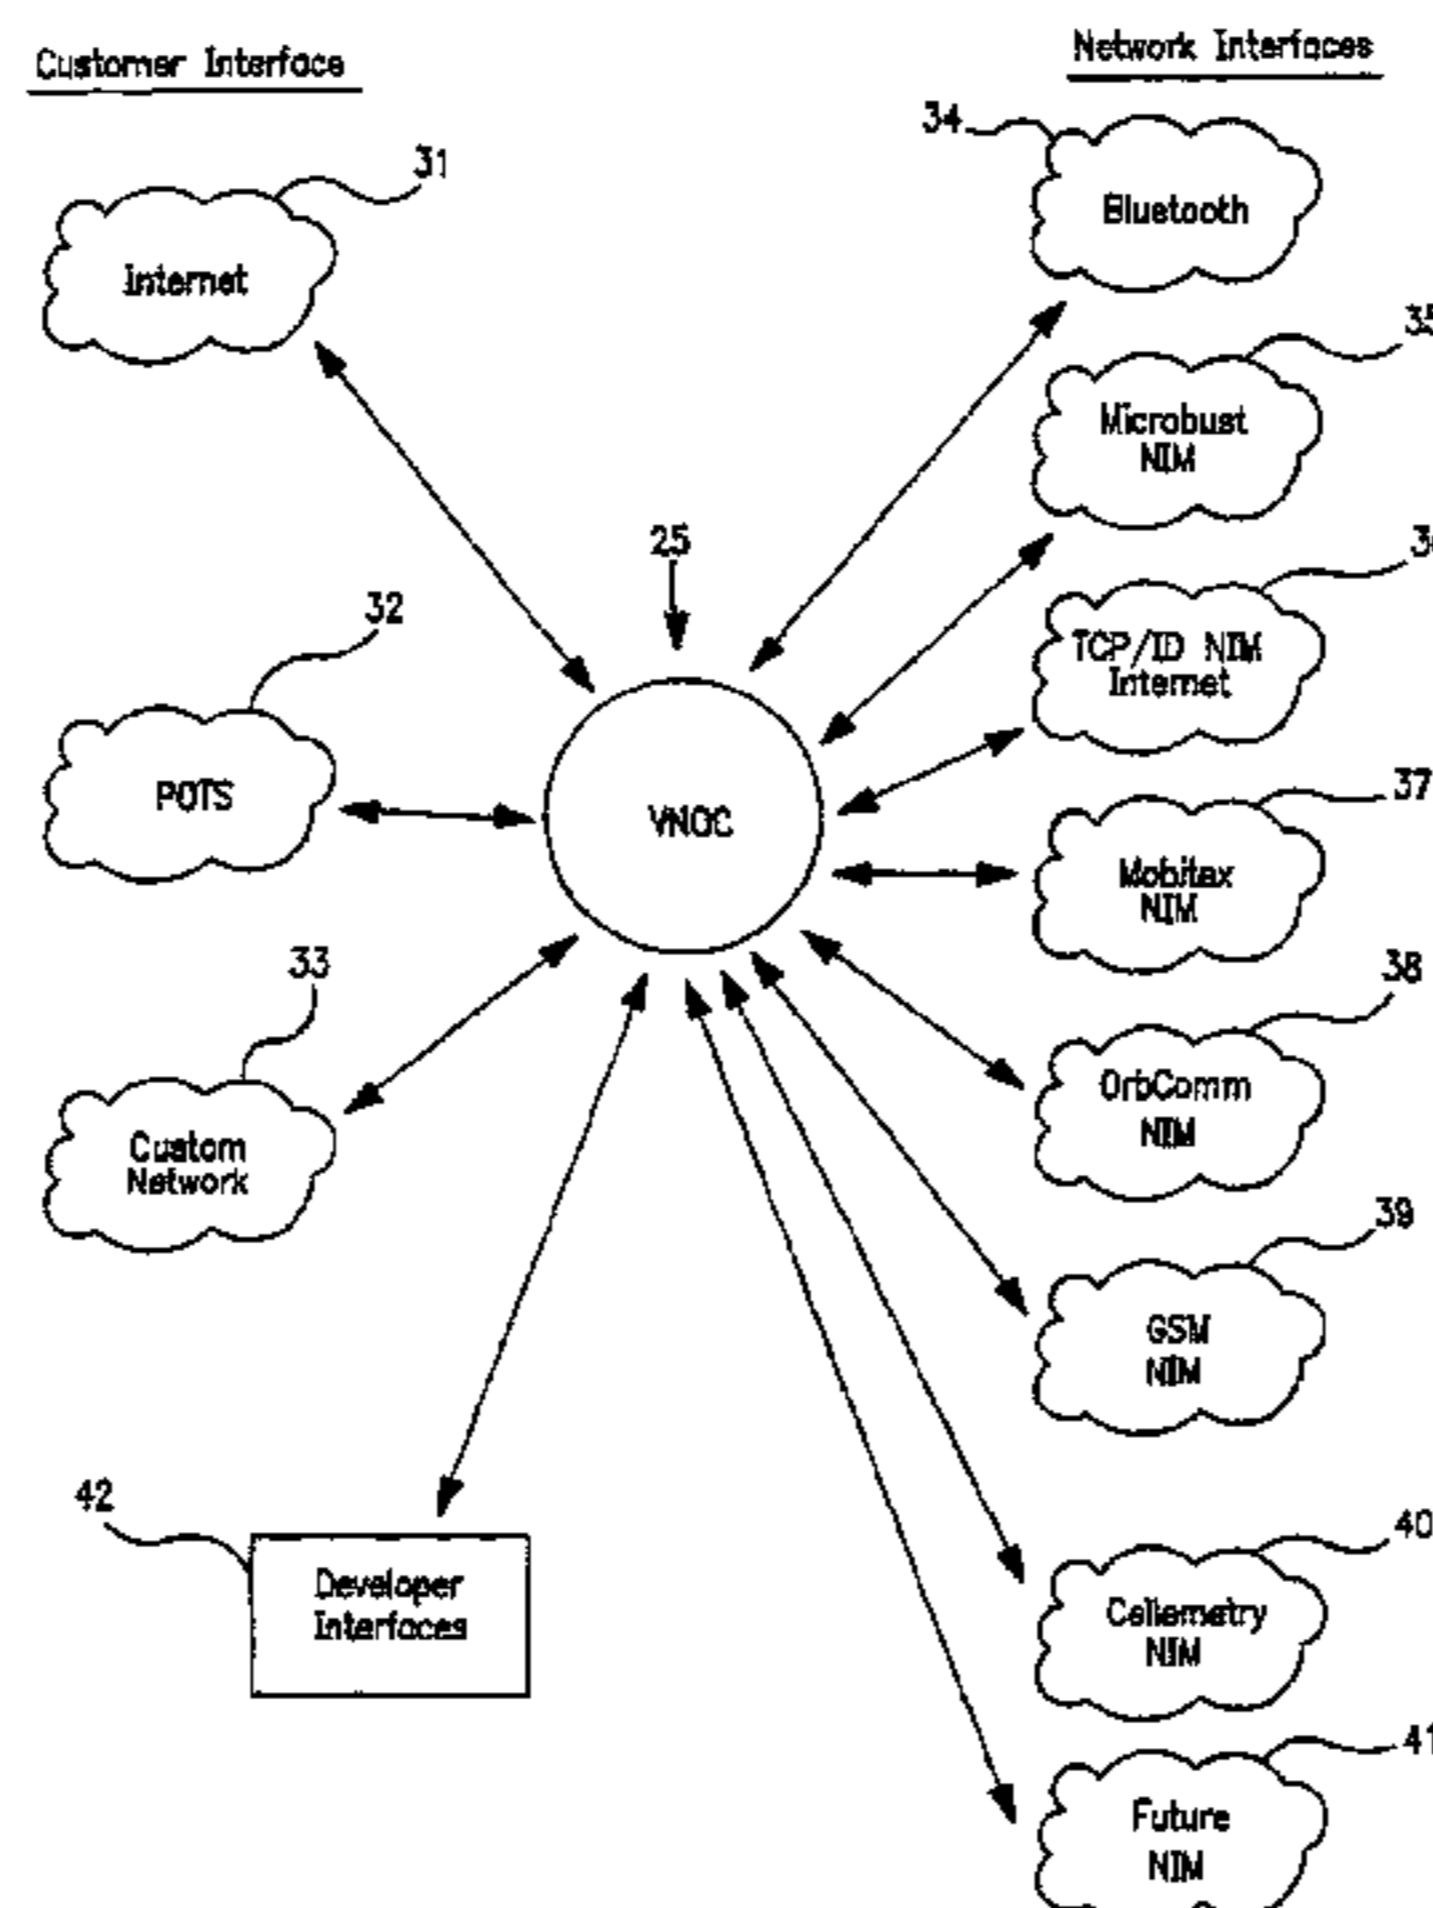 Customer Interface
Network Interfaces
34
Bluetooth
31
Internet
35
Microbust
NIM
25
36
TCP/ID NIM
Internet
32
POTS
VNOC
37
Mobitax
NIM
33
Custom
Network
38
OrbComm
NIM
39
GSM
NIM
42
Developer
Interfaces
40
Cellemetry
NIM
41
Future
NIM